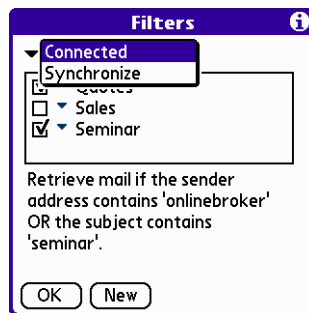 Filters
Connected
Synchronize
Quotes
Sales
Seminar
Retrieve mail if the sender
address contains 'onlinebroker'
OR the subject contains
'seminar'.
OK New